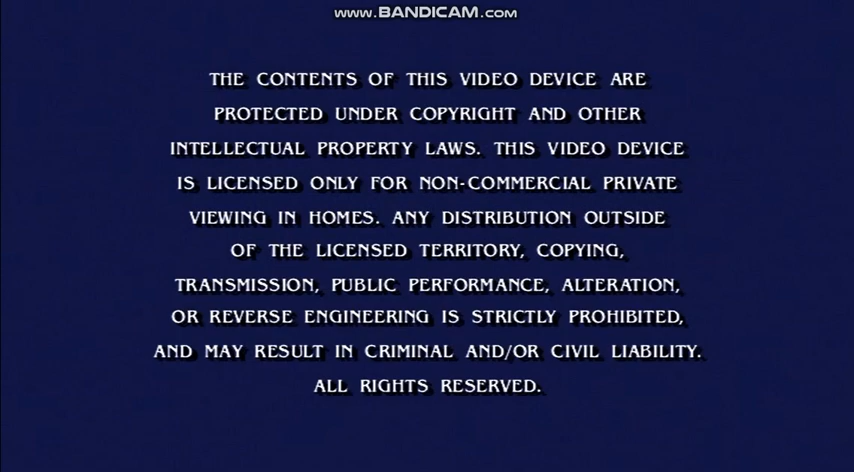 www.BANDICAM.com
THE CONTENTS OF THIS VIDEO DEVICE ARE
PROTECTED UNDER COPYRIGHT AND OTHER
INTELLECTUAL PROPERTY LAWS. THIS VIDEO DEVICE
IS LICENSED ONLY FOR NON-COMMERCIAL PRIVATE
VIEWING IN HOMES. ANY DISTRIBUTION OUTSIDE
OF THE LICENSED TERRITORY, COPYING,
TRANSMISSION, PUBLIC PERFORMANCE, ALTERATION,
OR REVERSE ENGINEERING IS STRICTLY PROHIBITED,
AND MAY RESULT IN CRIMINAL AND/OR CIVIL LIABILITY.
ALL RIGHTS RESERVED.